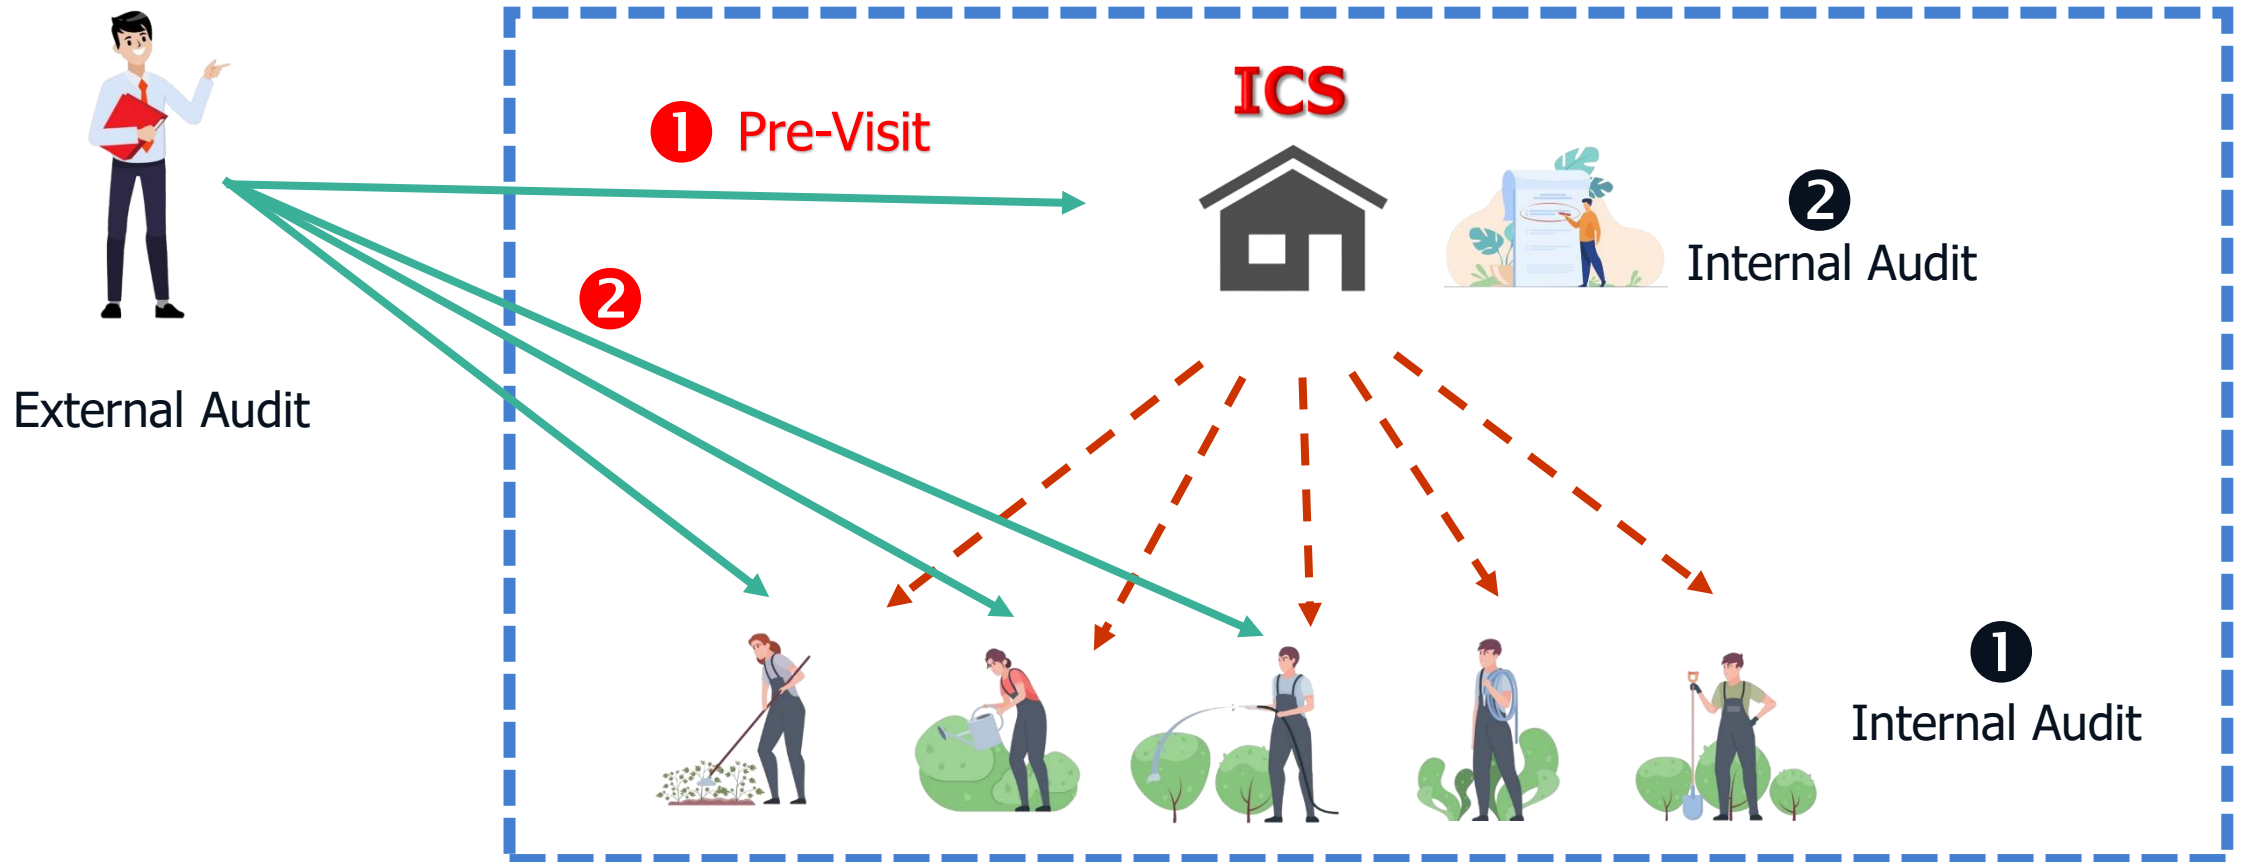 ICS
❶ Pre-Visit
❷
Internal Audit
❷
External Audit
❶
Internal Audit